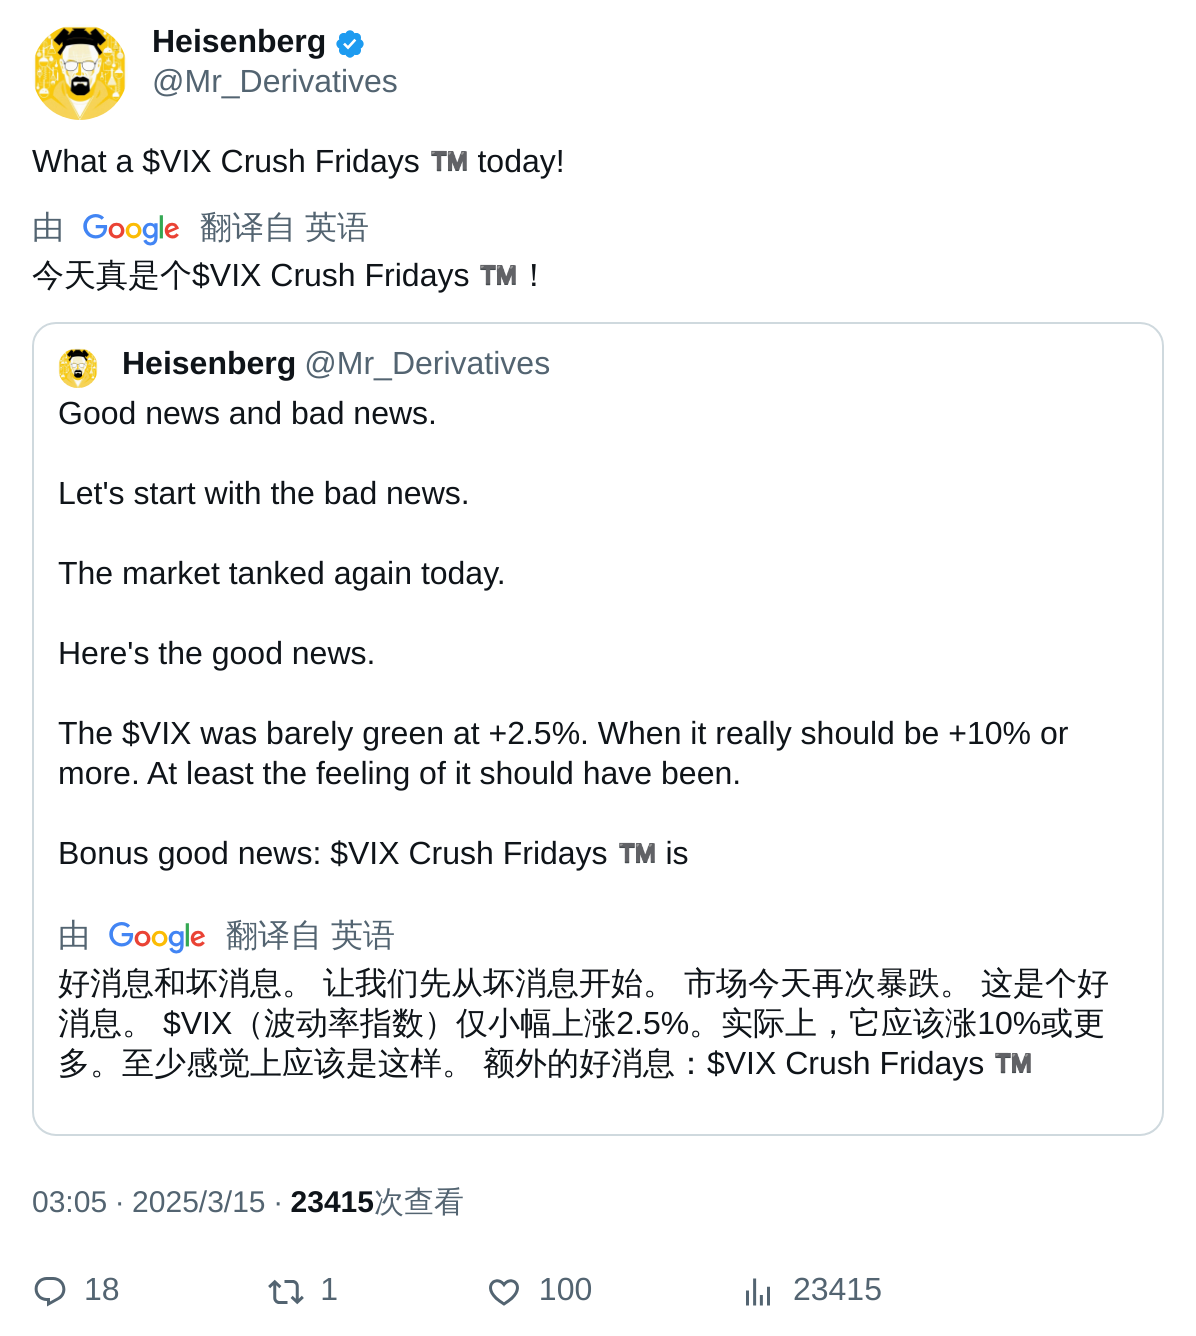 Heisenberg
@Mr_Derivatives
What a $VIX Crush Fridays ™️ today!
由 Google 翻译自 英语
今天真是个$VIX Crush Fridays ™️！
Heisenberg @Mr_Derivatives
Good news and bad news.
Let's start with the bad news.
The market tanked again today.
Here's the good news.
The $VIX was barely green at +2.5%. When it really should be +10% or
more. At least the feeling of it should have been.
Bonus good news: $VIX Crush Fridays ™️ is
由 Google 翻译自 英语
好消息和坏消息。 让我们先从坏消息开始。 市场今天再次暴跌。 这是个好
消息。 $VIX（波动率指数）仅小幅上涨2.5%。实际上，它应该涨10%或更
多。至少感觉上应该是这样。 额外的好消息：$VIX Crush Fridays ™️
03:05 · 2025/3/15 · 23415次查看
18 1 100 23415